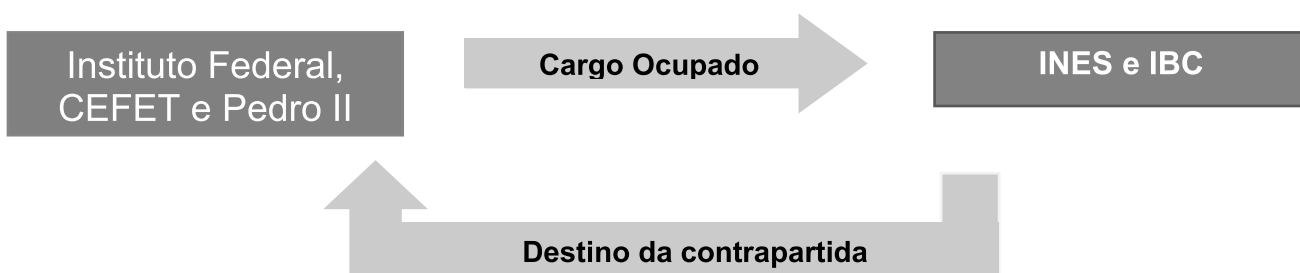 Instituto Federal,
CEFET e Pedro II
Cargo Ocupado
INES e IBC
Destino da contrapartida